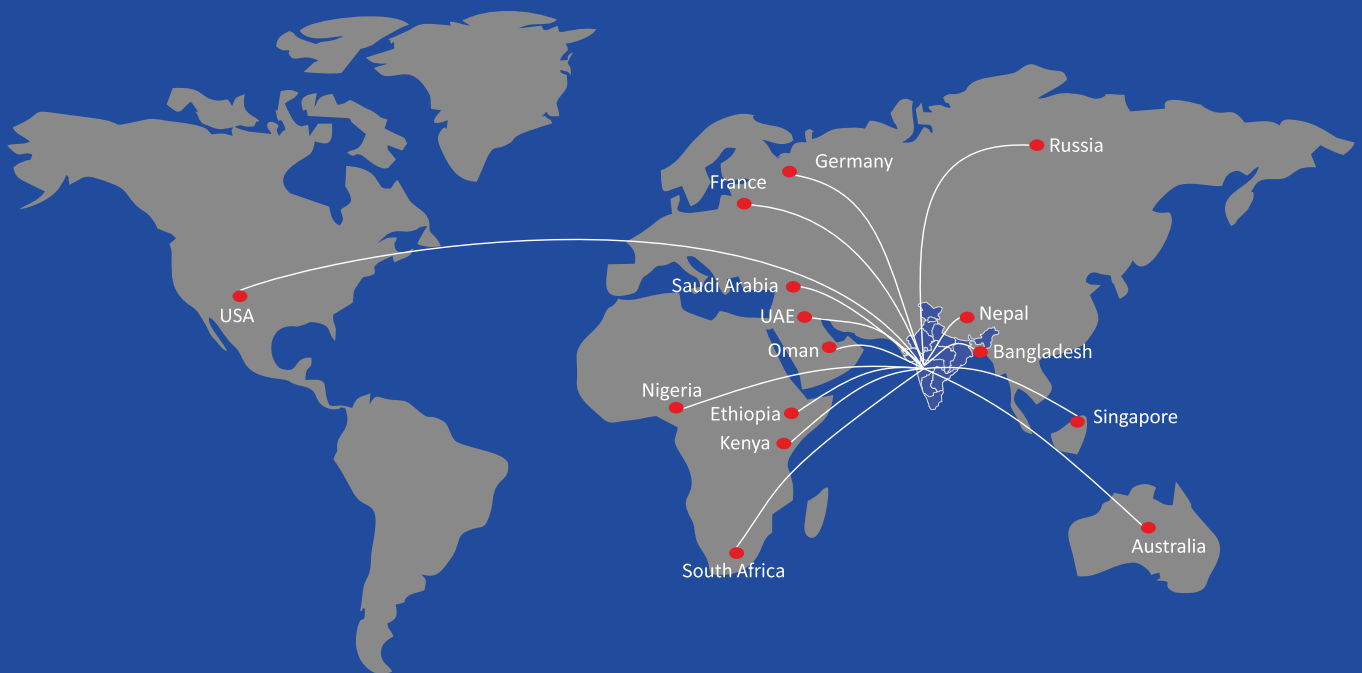 Russia
Germany
France
Saudi Arabia
USA
UAE
Nepal
Oman
Bangladesh
Nigeria
Ethiopia
Singapore
Kenya
Australia
South Africa